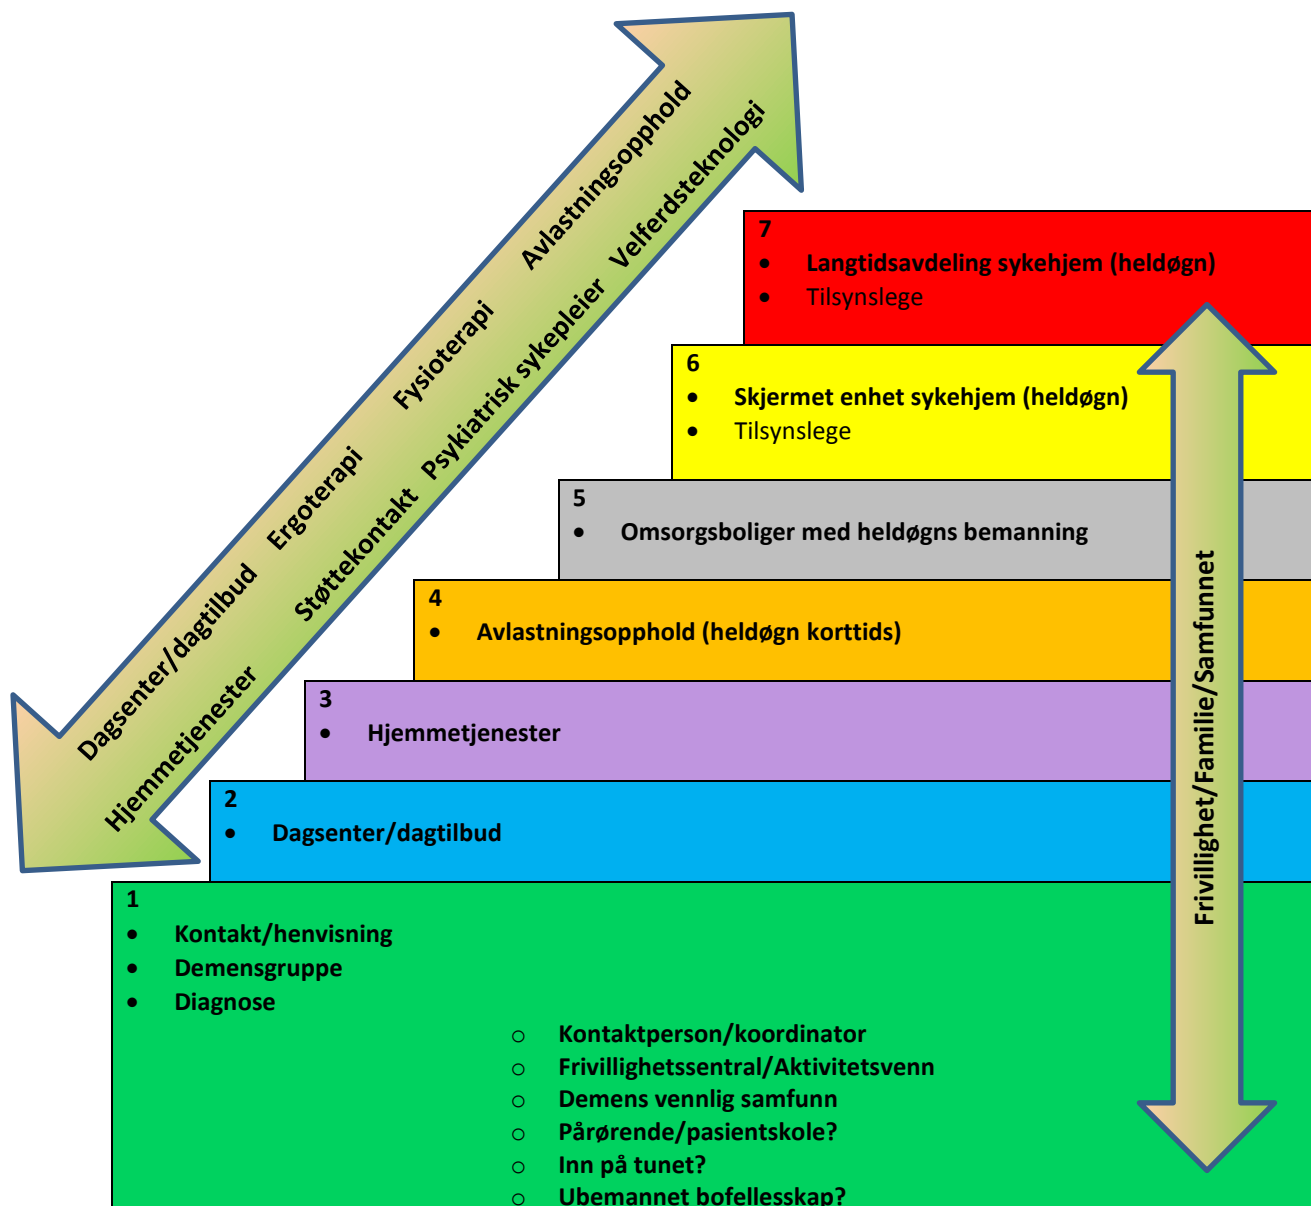 Dagsenter/dagtilbud Ergoterapi Fysioterapi Avlastningsopphold
Hjemmetjenester Støttekontakt Psykiatrisk sykepleier Velferdsteknologi
7
• Langtidsavdeling sykehjem (heldøgn)
• Tilsynslege
6
• Skjermet enhet sykehjem (heldøgn)
• Tilsynslege
5
• Omsorgsboliger med heldøgns bemanning
4
• Avlastningsopphold (heldøgn korttids)
3
• Hjemmetjenester
2
• Dagsenter/dagtilbud
1
• Kontakt/henvisning
• Demensgruppe
• Diagnose
o Kontaktperson/koordinator
o Frivillighetssentral/Aktivitetsvenn
o Demens vennlig samfunn
o Pårørende/pasientskole?
o Inn på tunet?
o Ubemannet bofellesskap?
Frivillighet/Familie/Samfunnet